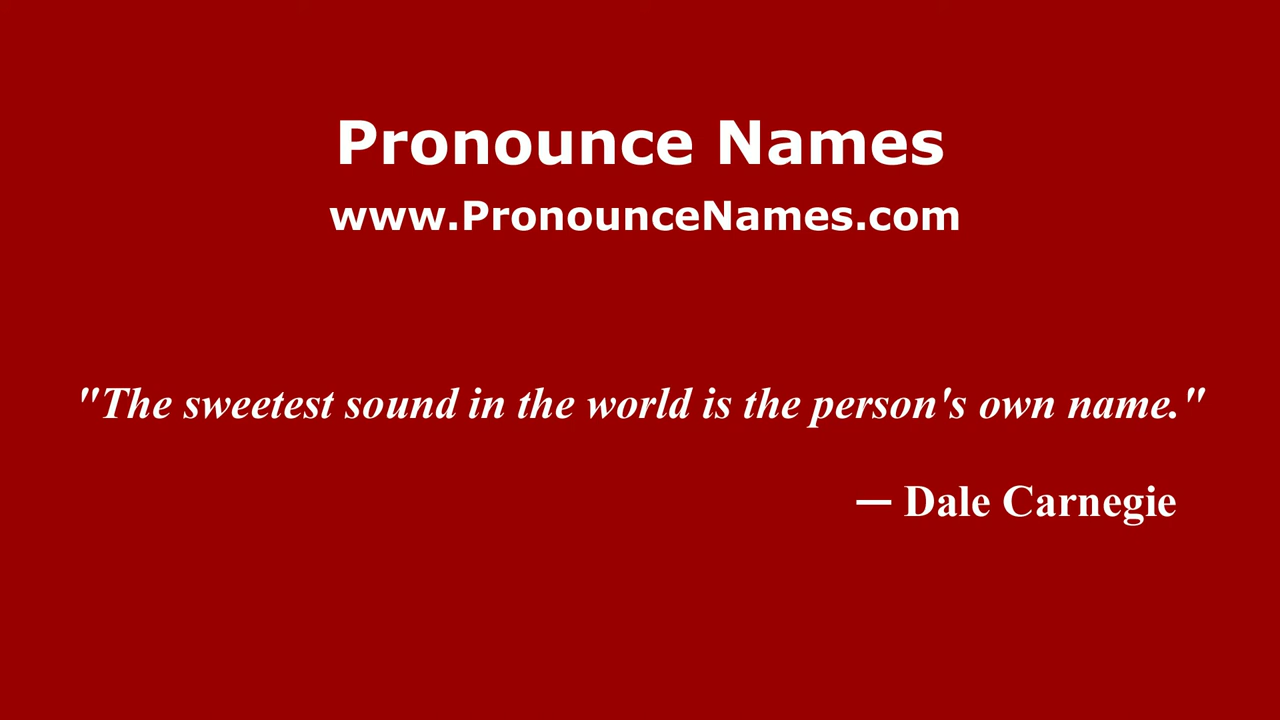 Pronounce Names
www.PronounceNames.com
"The sweetest sound in the world is the person's own name."
— Dale Carnegie